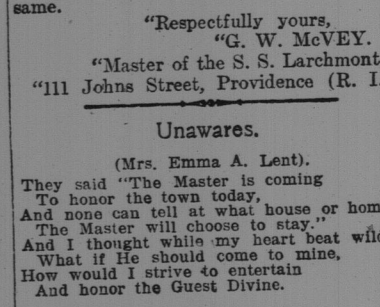 same.
"Respectfully yours,
"G. W. McVEY.
"Master of the S. S. Larchmont
"111 Johns Street, Providence (R. I.
Unawares.
(Mrs. Emma A. Lent).
They said "The Master is coming
To honor the town today,
And none can tell at what house or hom
The Master will choose to stay."
And I thought while my heart beat wild
What if He should come to mine,
How would I strive to entertain
And honor the Guest Divine.